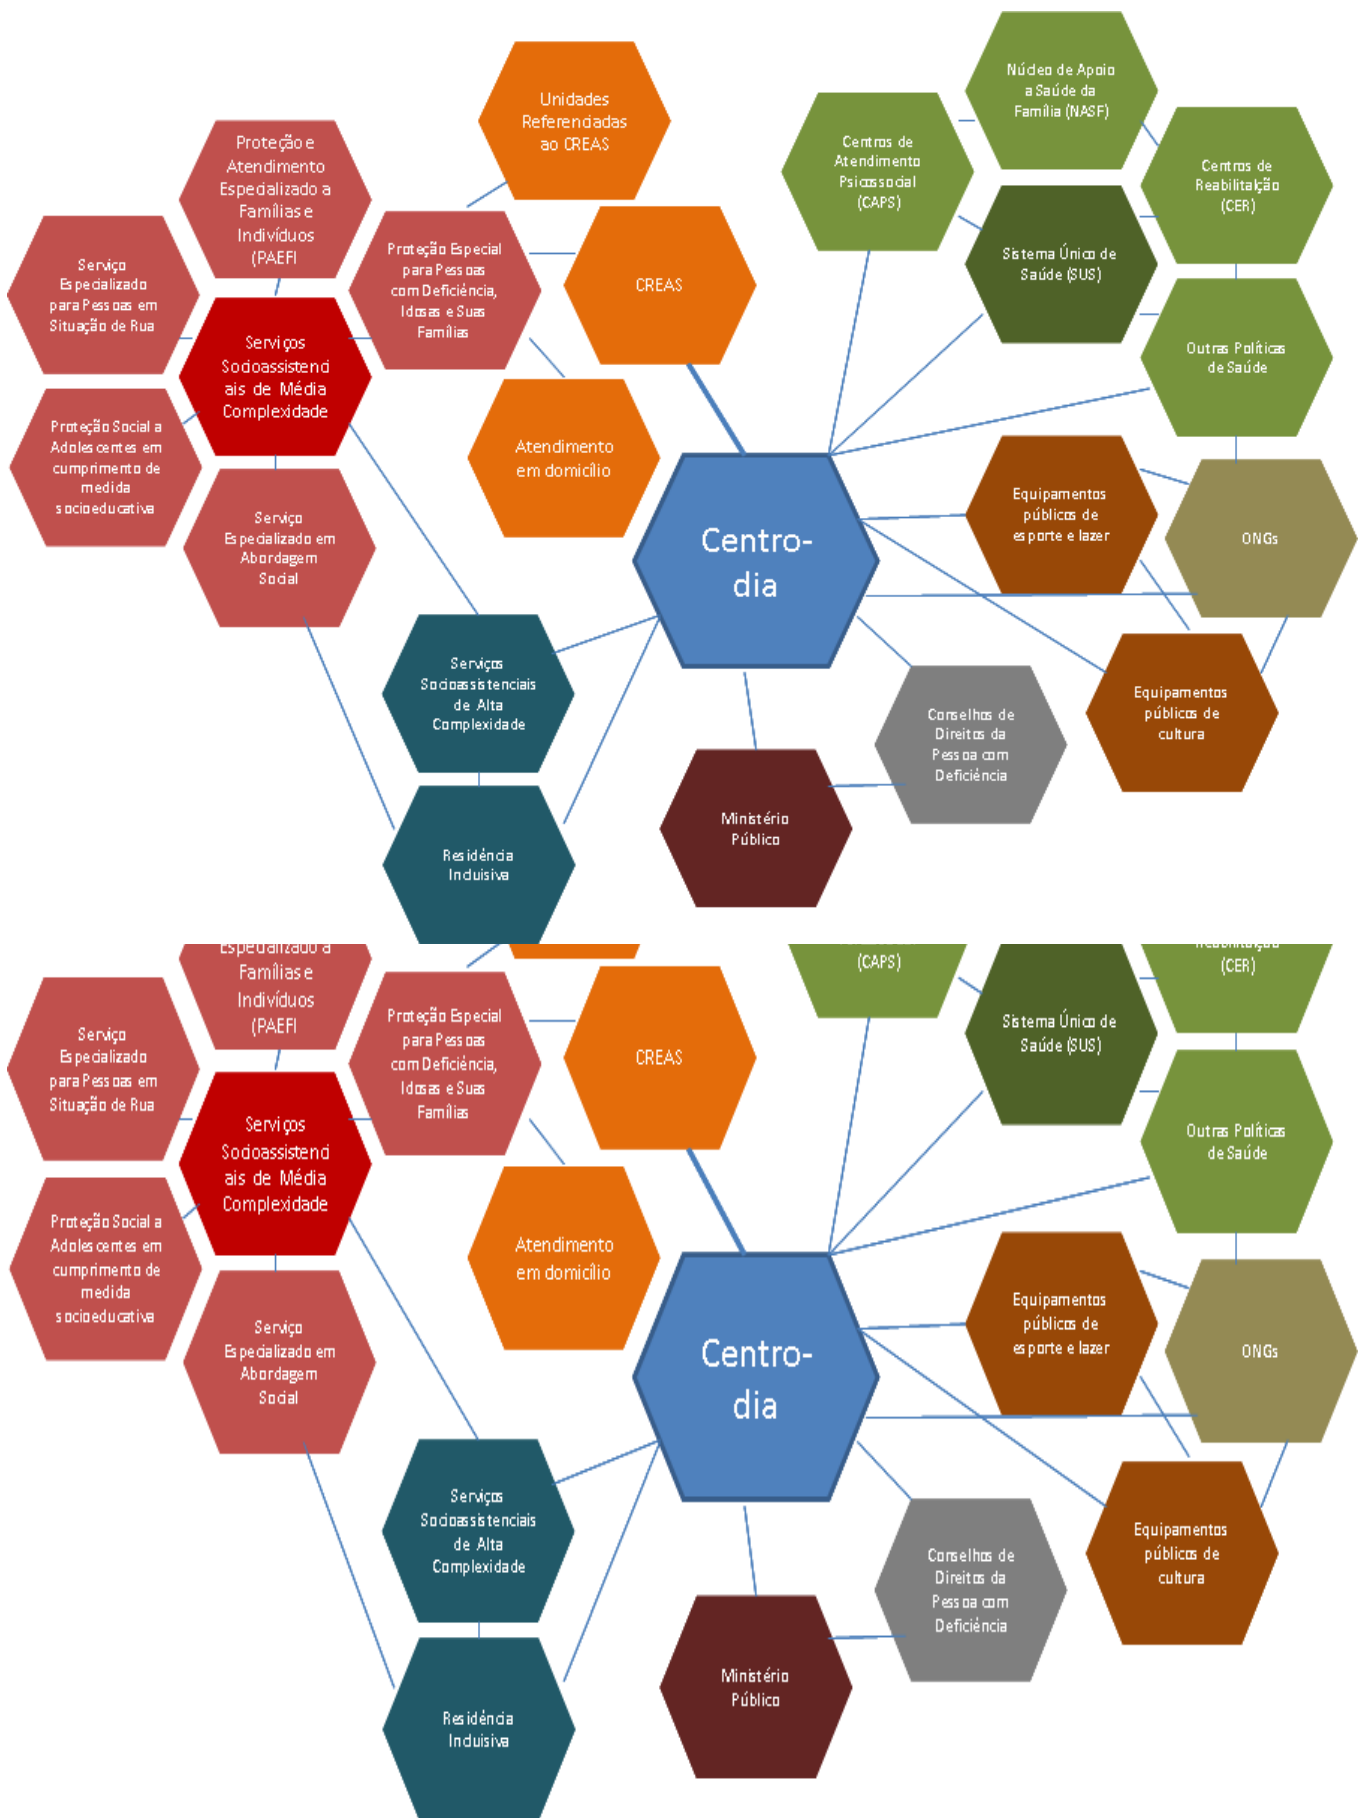 Núcleo de Apoio
a Saúde da
Família (NASF)
Unidades
Referenciadas
ao CREAS
Proteção e
Atendimento
Especializado a
Famílias e
Indivíduos
(PAEFI
Centros de
Atendimento
Psicossocial
(CAPS)
Centros de
Reabilitalção
(CER)
Serviço
Especializado
para Pessoas em
Situação de Rua
Proteção Especial
para Pessoas
com Deficiência,
Idosas e Suas
Famílias
CREAS
Sistema Único de
Saúde (SUS)
Serviços
Socioassistenci
ais de Média
Complexidade
Outras Políticas
de Saúde
Proteção Social a
Adolescentes em
cumprimento de
medida
socioeducativa
Atendimento
em domicílio
Serviço
Especializado em
Abordagem
Social
Centro-
dia
Equipamentos
públicos de
esporte e lazer
ONGs
Serviços
Socioassistenciais
de Alta
Complexidade
Conselhos de
Direitos da
Pessoa com
Deficiência
Equipamentos
públicos de
cultura
Ministério
Público
Residência
Incluisiva
Especializado a
Famílias e
Indivíduos
(PAEFI
(CAPS)
Reabilitalção
(CER)
Serviço
Especializado
para Pessoas em
Situação de Rua
Proteção Especial
para Pessoas
com Deficiência,
Idosas e Suas
Famílias
CREAS
Sistema Único de
Saúde (SUS)
Serviços
Socioassistenci
ais de Média
Complexidade
Outras Políticas
de Saúde
Proteção Social a
Adolescentes em
cumprimento de
medida
socioeducativa
Atendimento
em domicílio
Serviço
Especializado em
Abordagem
Social
Centro-
dia
Equipamentos
públicos de
esporte e lazer
ONGs
Serviços
Socioassistenciais
de Alta
Complexidade
Conselhos de
Direitos da
Pessoa com
Deficiência
Equipamentos
públicos de
cultura
Ministério
Público
Residência
Incluisiva